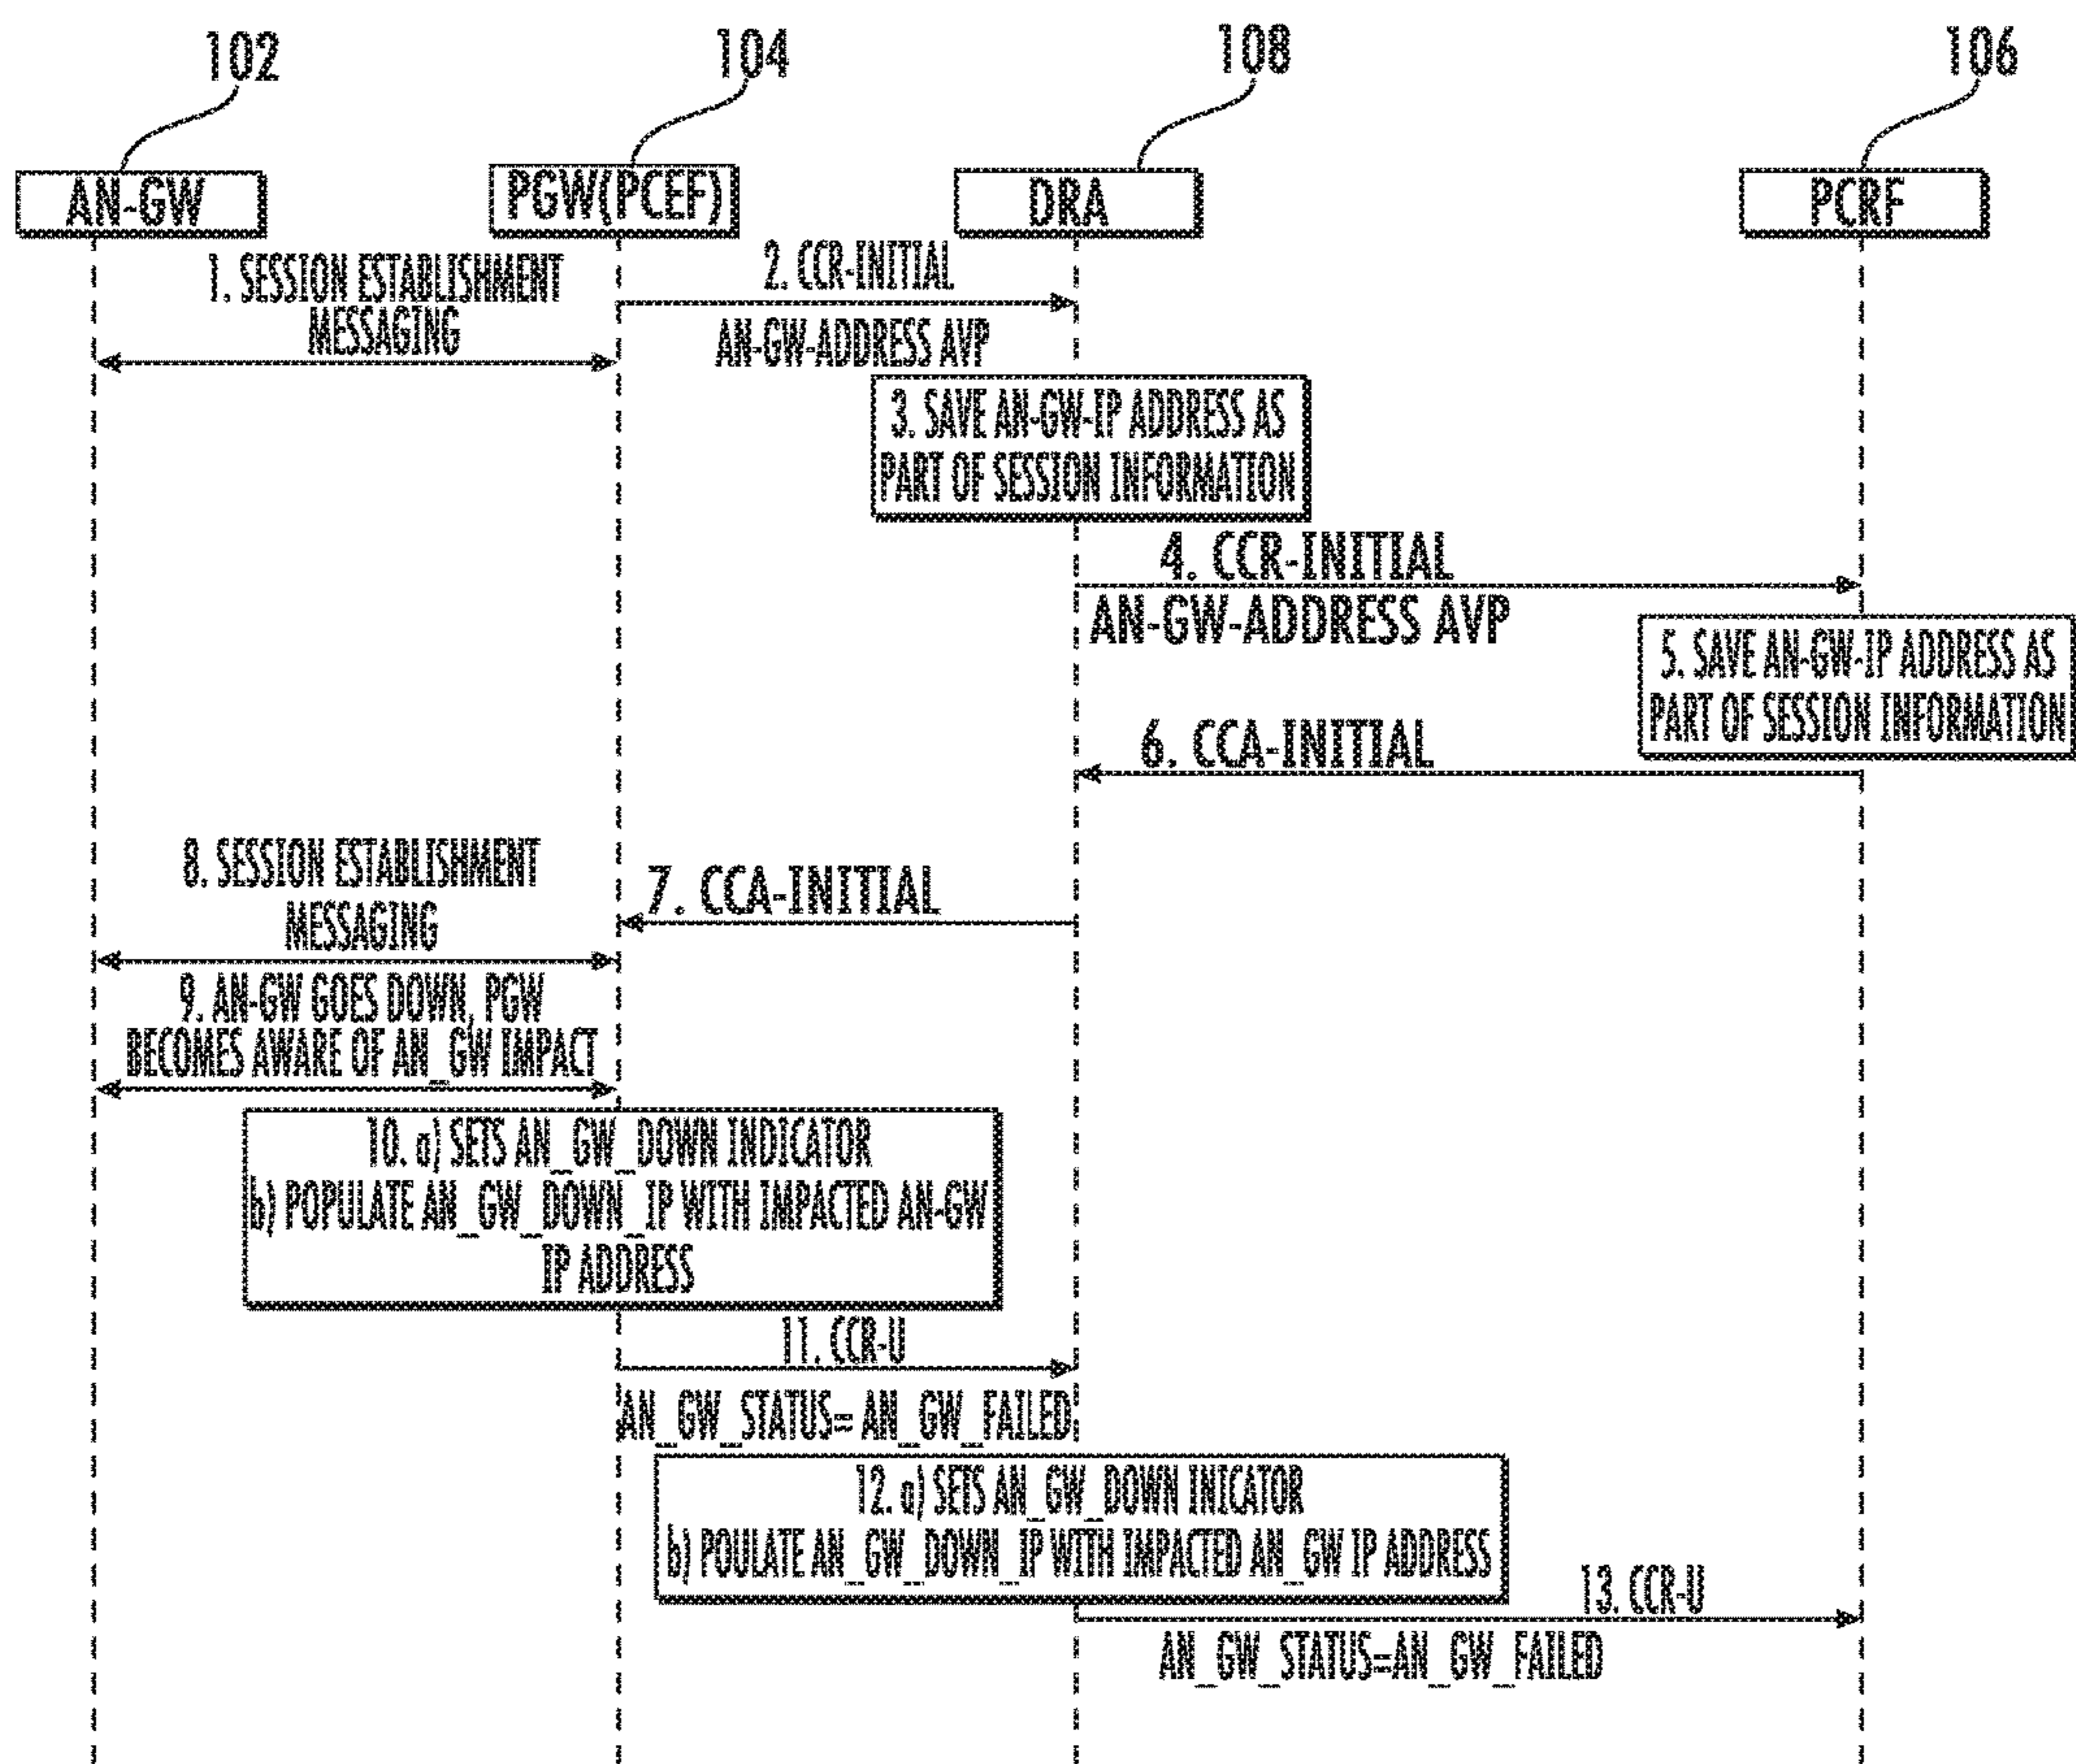 102
104
108
106
AN-GW
PGW(PCEF)
DRA
PCRF
1. SESSION ESTABLISHMENT
MESSAGING
2. CCR-INITIAL
AN-GW-ADDRESS AVP
3. SAVE AN-GW-IP ADDRESS AS
PART OF SESSION INFORMATION
4. CCR-INITIAL
AN-GW-ADDRESS AVP
5. SAVE AN-GW-IP ADDRESS AS
PART OF SESSION INFORMATION
6. CCA-INITIAL
7. CCA-INITIAL
8. SESSION ESTABLISHMENT
MESSAGING
9. AN-GW GOES DOWN, PGW
BECOMES AWARE OF AN_GW IMPACT
10. a) SETS AN_GW_DOWN INDICATOR
b) POPULATE AN_GW_DOWN_IP WITH IMPACTED AN-GW
IP ADDRESS
11. CCR-U
AN_GW_STATUS= AN_GW_FAILED
12. a) SETS AN_GW_DOWN INICATOR
b) POULATE AN_GW_DOWN_IP WITH IMPACTED AN_GW IP ADDRESS
13. CCR-U
AN_GW_STATUS=AN_GW_FAILED